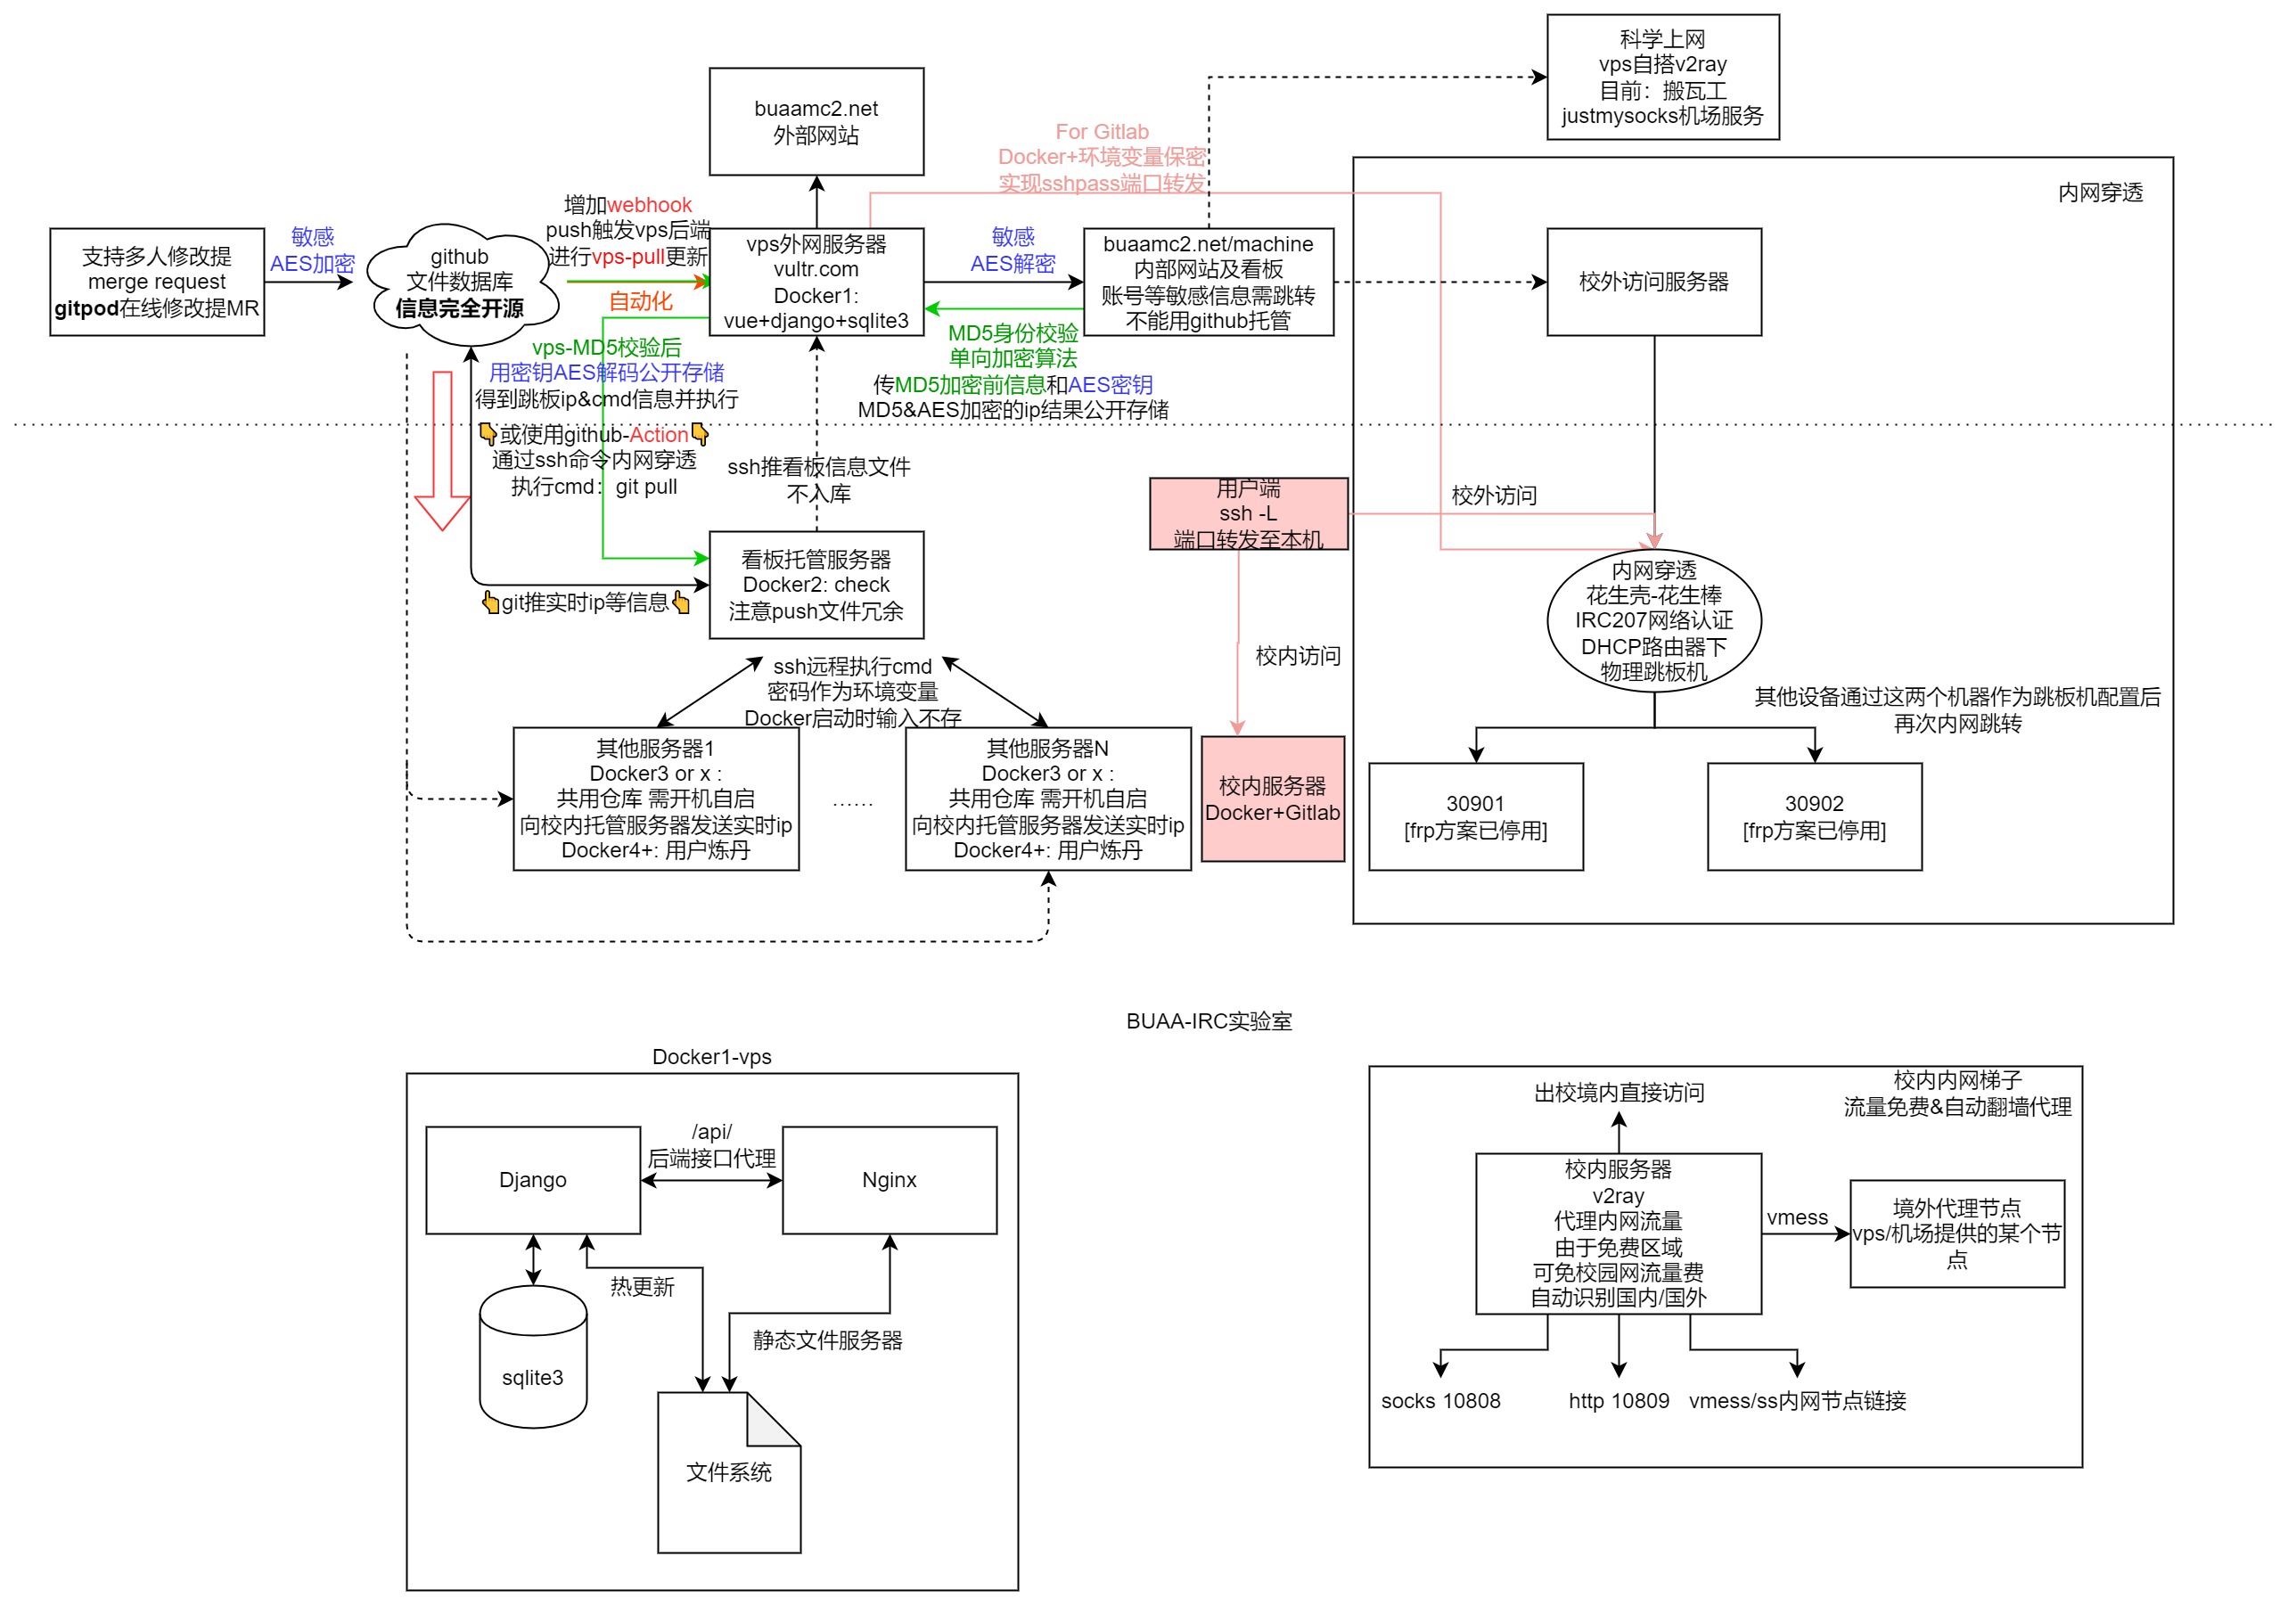 科学上网
vps自搭v2ray
目前：搬瓦工
justmysocks机场服务
buaamc2.net
外部网站
For Gitlab
Docker+环境变量保密
实现sshpass端口转发
内网穿透
支持多人修改提
merge request
gitpod在线修改提MR
敏感
AES加密
github
文件数据库
信息完全开源
增加webhook
push触发vps后端
进行vps-pull更新
自动化
vps外网服务器
vultr.com
Docker1:
vue+django+sqlite3
敏感
AES解密
buaamc2.net/machine
内部网站及看板
账号等敏感信息需跳转
不能用github托管
校外访问服务器
MD5身份校验
单向加密算法
传MD5加密前信息和AES密钥
MD5&AES加密的ip结果公开存储
vps-MD5校验后
用密钥AES解码公开存储
得到跳板ip&cmd信息并执行
👇或使用github-Action👇
通过ssh命令内网穿透
执行cmd：git pull
ssh推看板信息文件
不入库
用户端
ssh -L
端口转发至本机
校外访问
看板托管服务器
Docker2: check
注意push文件冗余
👆git推实时ip等信息👆
内网穿透
花生壳-花生棒
IRC207网络认证
DHCP路由器下
物理跳板机
校内访问
ssh远程执行cmd
密码作为环境变量
Docker启动时输入不存
其他设备通过这两个机器作为跳板机配置后
再次内网跳转
其他服务器1
Docker3 or x :
共用仓库 需开机自启
向校内托管服务器发送实时ip
Docker4+: 用户炼丹
......
其他服务器N
Docker3 or x :
共用仓库 需开机自启
向校内托管服务器发送实时ip
Docker4+: 用户炼丹
校内服务器
Docker+Gitlab
30901
[frp方案已停用]
30902
[frp方案已停用]
BUAA-IRC实验室
Docker1-vps
Django
/api/
后端接口代理
Nginx
热更新
静态文件服务器
sqlite3
文件系统
校内内网梯子
流量免费&自动翻墙代理
出校境内直接访问
校内服务器
v2ray
代理内网流量
由于免费区域
可免校园网流量费
自动识别国内/国外
vmess
境外代理节点
vps/机场提供的某个节
点
socks 10808
http 10809
vmess/ss内网节点链接